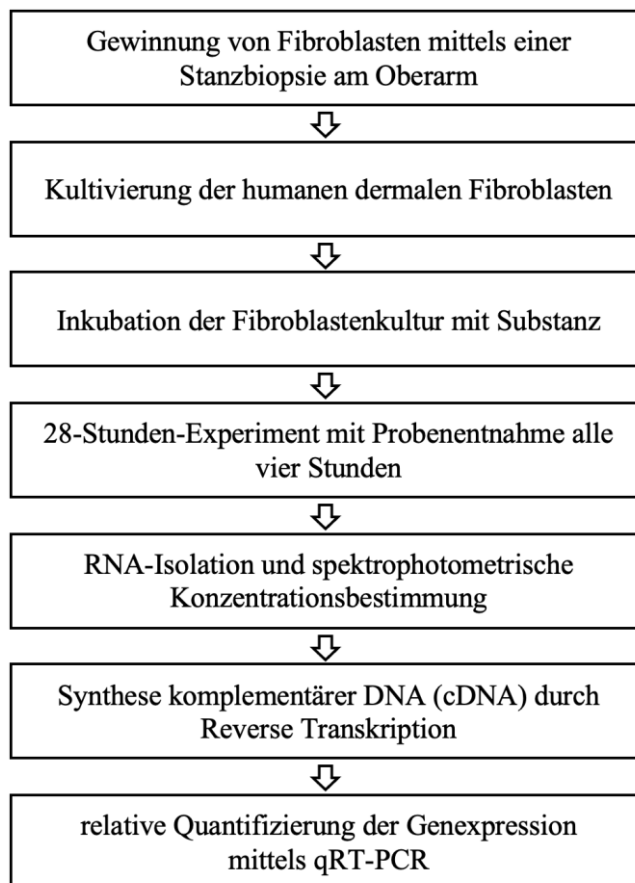 Gewinnung von Fibroblasten mittels einer
Stanzbiopsie am Oberarm
Kultivierung der humanen dermalen Fibroblasten
Inkubation der Fibroblastenkultur mit Substanz
28-Stunden-Experiment mit Probenentnahme alle
vier Stunden
RNA-Isolation und spektrophotometrische
Konzentrationsbestimmung
Synthese komplementärer DNA (cDNA) durch
Reverse Transkription
relative Quantifizierung der Genexpression
mittels qRT-PCR